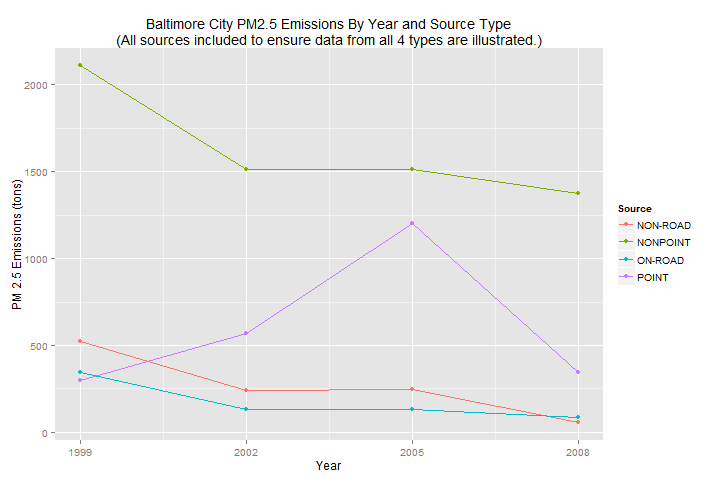 Baltimore City PM2.5 Emissions By Year and Source Type
(All sources included to ensure data from all 4 types are illustrated.)
PM 2.5 Emissions (tons)
2000
1500
1000
500
0
1999
2002
2005
2008
Year
Source
NON-ROAD
NONPOINT
ON-ROAD
POINT